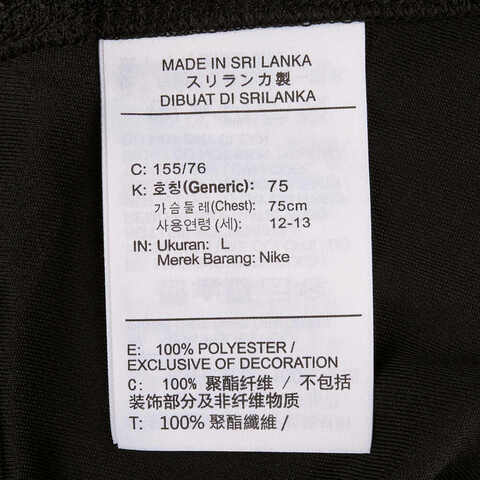 MADE IN SRI LANKA
スリランカ製
DIBUAT DI SRILANKA
C: 155/76
K: 호칭(Generic): 75
가슴둘레(Chest): 75cm
사용연령 (세): 12-13
IN: Ukuran: L
Merek Barang: Nike
E: 100% POLYESTER /
EXCLUSIVE OF DECORATION
C: 100% 聚酯纤维 / 不包括
装饰部分及非纤维物质
T: 100% 聚酯纖維 /